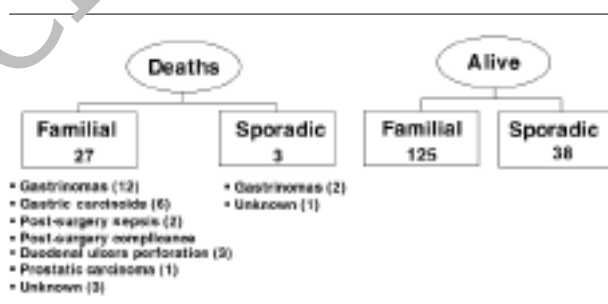 Deaths
Alive
Familial
27
Sporadic
3
Familial
125
Sporadic
38
• Gastrinomas (12)
• Gastric carcinoids (6)
• Post-surgery sepsis (2)
• Post-surgery complicance
• Duodenal ulcers perforation (3)
• Prostatic carcinoma (1)
• Unknown (3)
• Gastrinomas (2)
• Unknown (1)